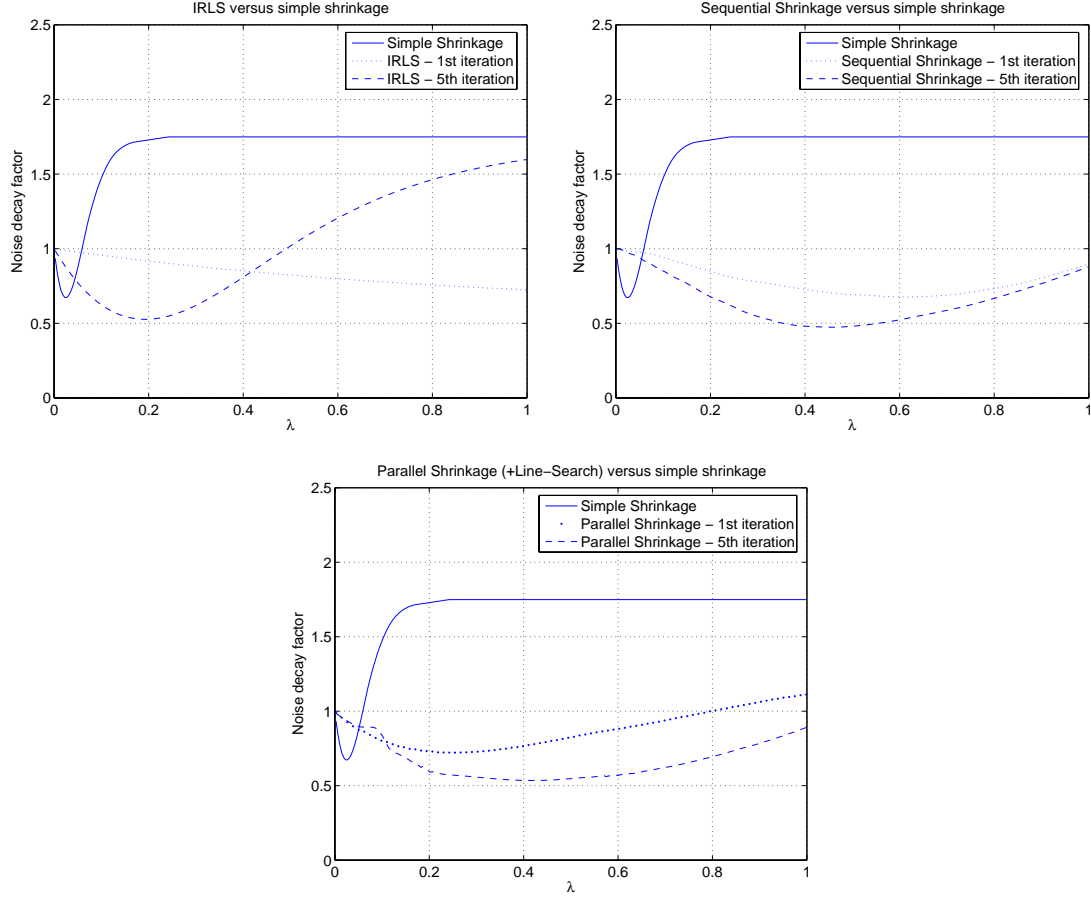 IRLS versus simple shrinkage
2.5
2
1.5
1
0.5
0
Noise decay factor
Simple Shrinkage
IRLS − 1st iteration
IRLS − 5th iteration
0 0.2 0.4 0.6 0.8 1
λ
Sequential Shrinkage versus simple shrinkage
2.5
2
1.5
1
0.5
0
Noise decay factor
Simple Shrinkage
Sequential Shrinkage − 1st iteration
Sequential Shrinkage − 5th iteration
0 0.2 0.4 0.6 0.8 1
λ
Parallel Shrinkage (+Line−Search) versus simple shrinkage
2.5
2
1.5
1
0.5
0
Noise decay factor
Simple Shrinkage
Parallel Shrinkage − 1st iteration
Parallel Shrinkage − 5th iteration
0 0.2 0.4 0.6 0.8 1
λ